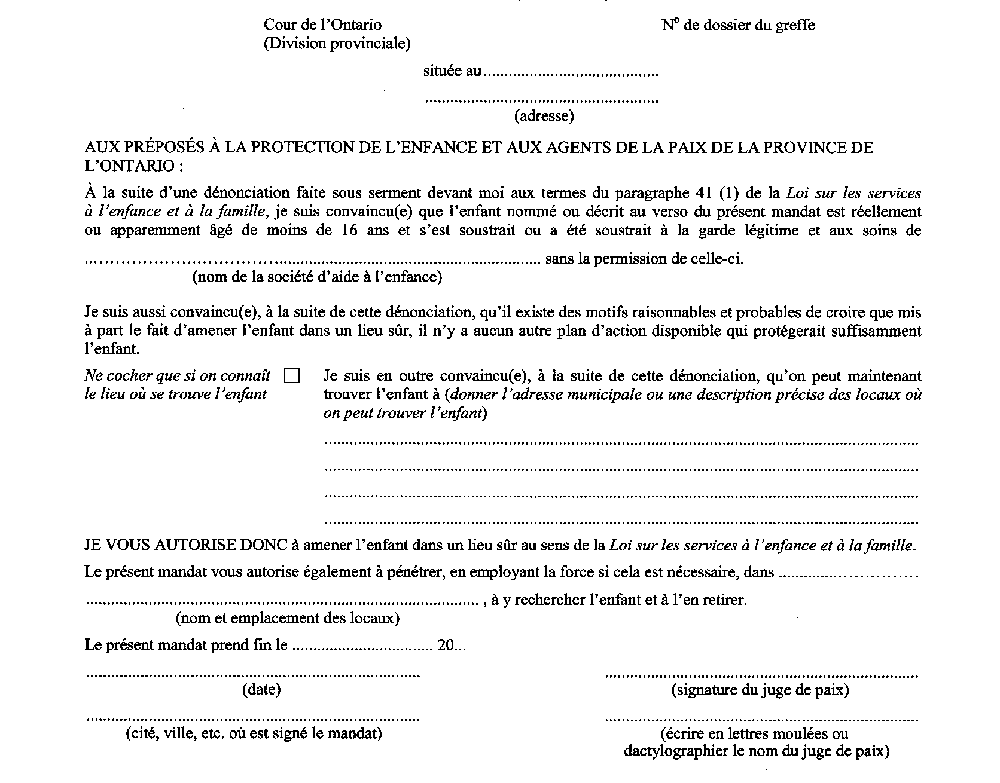 Cour de l'Ontario
(Division provinciale)
N° de dossier du greffe
située au..........................................
........................................................
(adresse)
AUX PRÉPOSÉS À LA PROTECTION DE L'ENFANCE ET AUX AGENTS DE LA PAIX DE LA PROVINCE DE
L'ONTARIO :
À la suite d'une dénonciation faite sous serment devant moi aux termes du paragraphe 41 (1) de la Loi sur les services
à l'enfance et à la famille, je suis convaincu(e) que l'enfant nommé ou décrit au verso du présent mandat est réellement
ou apparemment âgé de moins de 16 ans et s'est soustrait ou a été soustrait à la garde légitime et aux soins de
.............................................................................................................. sans la permission de celle-ci.
(nom de la société d'aide à l'enfance)
Je suis aussi convaincu(e), à la suite de cette dénonciation, qu'il existe des motifs raisonnables et probables de croire que mis
à part le fait d'amener l'enfant dans un lieu sûr, il n'y a aucun autre plan d'action disponible qui protégerait suffisamment
l'enfant.
Ne cocher que si on connaît
le lieu où se trouve l'enfant
☐ Je suis en outre convaincu(e), à la suite de cette dénonciation, qu'on peut maintenant
trouver l'enfant à (donner l'adresse municipale ou une description précise des locaux où
on peut trouver l'enfant)
..............................................................................................................................................
..............................................................................................................................................
..............................................................................................................................................
..............................................................................................................................................
JE VOUS AUTORISE DONC à amener l'enfant dans un lieu sûr au sens de la Loi sur les services à l'enfance et à la famille.
Le présent mandat vous autorise également à pénétrer, en employant la force si cela est nécessaire, dans ..................................
.............................................................................................. , à y rechercher l'enfant et à l'en retirer.
(nom et emplacement des locaux)
Le présent mandat prend fin le .................................. 20...
................................................................................
(date)
...........................................................................
(signature du juge de paix)
................................................................................
(cité, ville, etc. où est signé le mandat)
...........................................................................
(écrire en lettres moulées ou
dactylographier le nom du juge de paix)